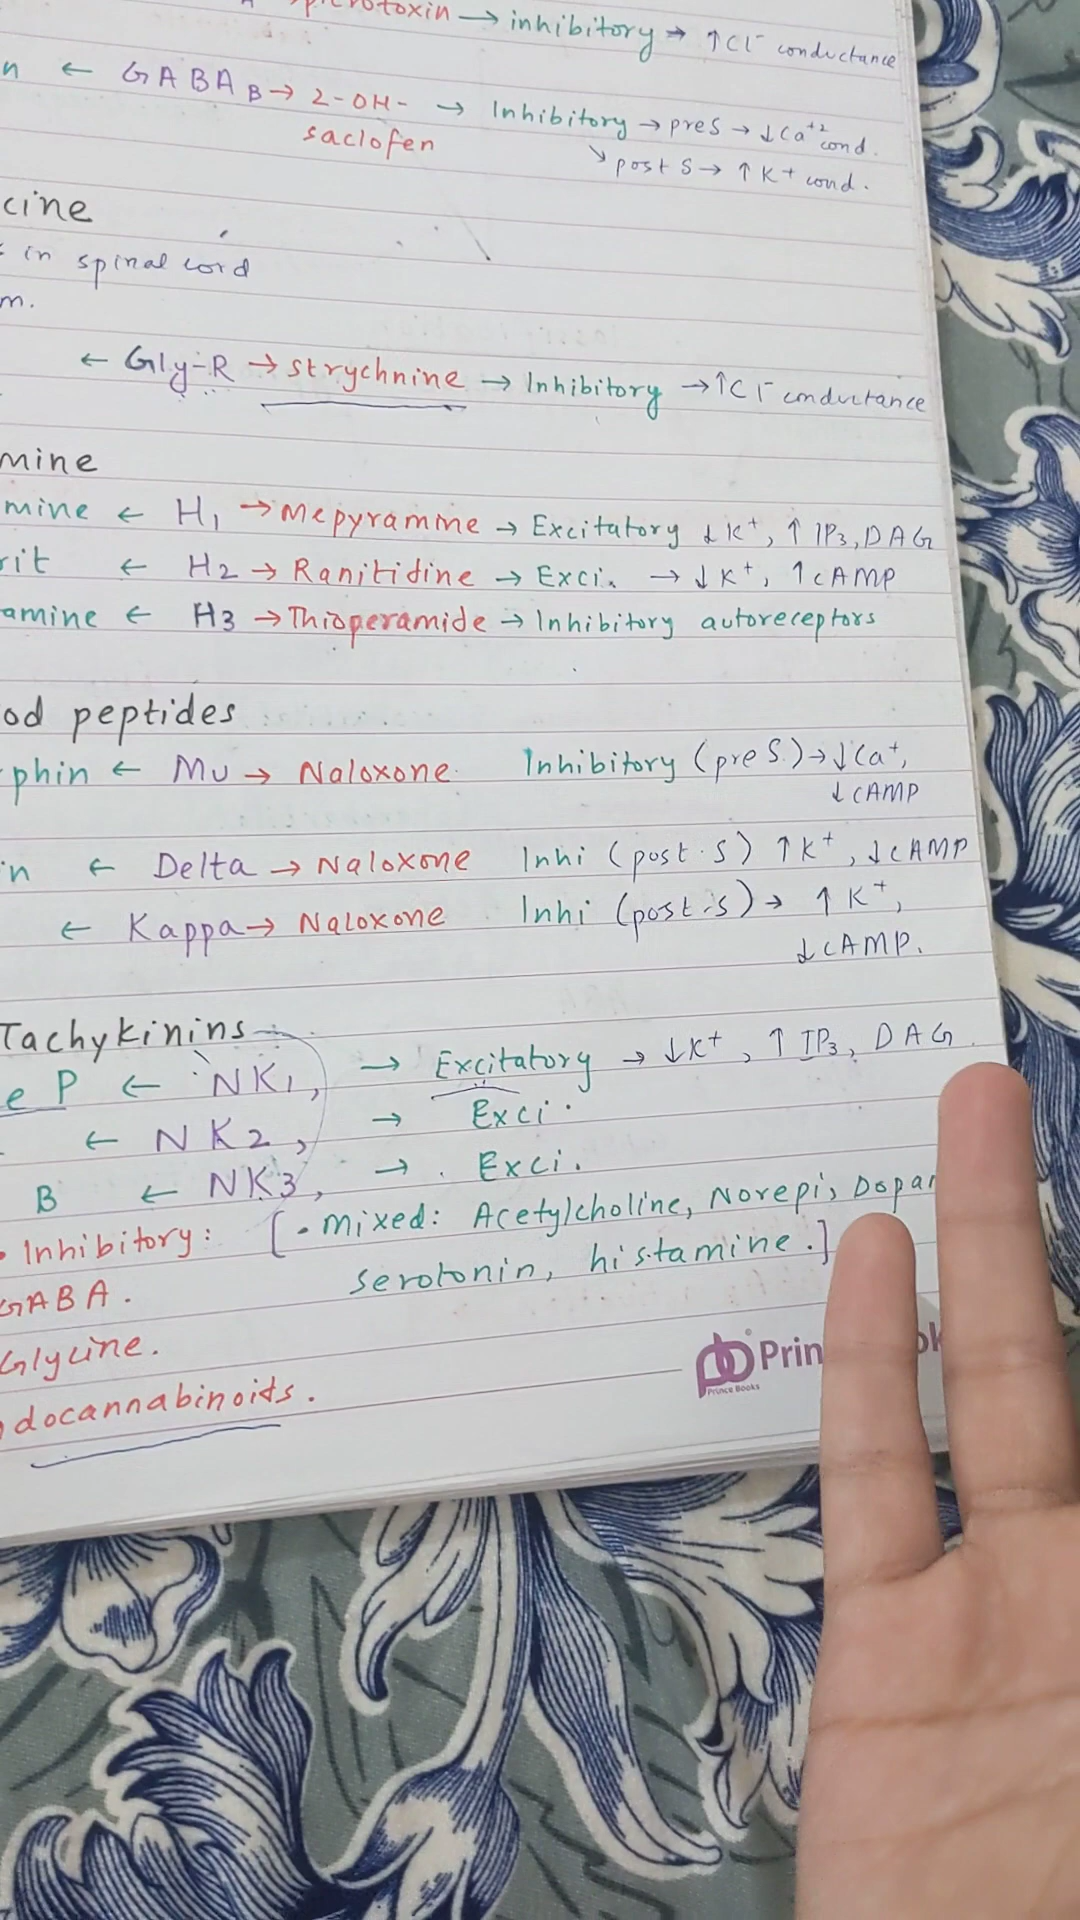 picrotoxin → inhibitory → ↑Cl⁻ conductance
n ← GABA B → 2-OH- → Inhibitory → preS → ↓Ca⁺² cond.
saclofen ↘ post S → ↑ K⁺ cond.
cine
in spinal cord
m.
← Gly-R → strychnine → Inhibitory → ↑Cl⁻ conductance
mine
mine ← H₁ → Mepyramine → Excitatory ↓K⁺, ↑ IP₃, DAG
rit ← H₂ → Ranitidine → Exci. → ↓K⁺, ↑cAMP
amine ← H3 → Thioperamide → Inhibitory autoreceptors
od peptides
phin ← Mu → Naloxone Inhibitory (pre S.) → ↓Ca⁺,
↓cAMP
n ← Delta → Naloxone Inhi (post.S) ↑K⁺, ↓cAMP
← Kappa → Naloxone Inhi (post.s) → ↑K⁺,
↓cAMP.
Tachykinins
e P ← NK₁, → Excitatory → ↓K⁺, ↑ IP₃, DAG
← NK2, → Exci.
B ← NK3, → Exci.
• Inhibitory: [• mixed: Acetylcholine, Norepi, Dopa
serotonin, histamine.]
GABA.
Glycine.
docannabinoids.
pb Prin
Prince Books